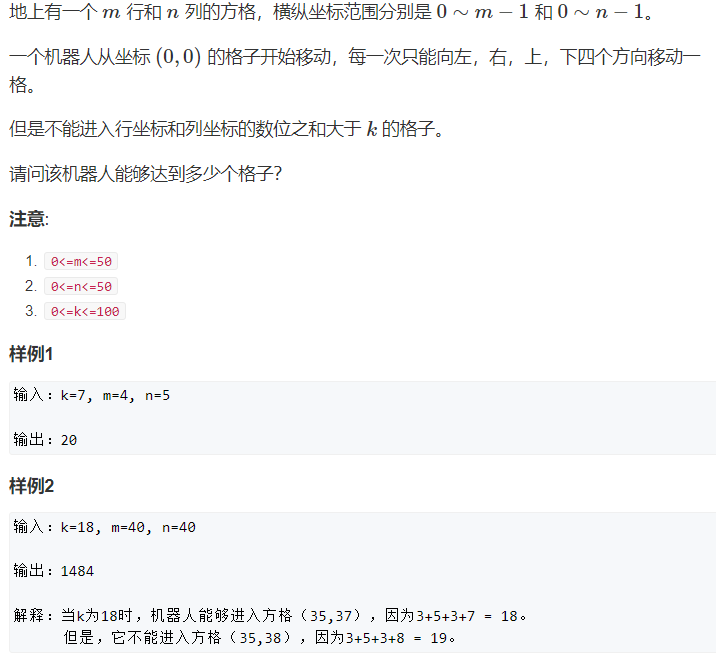 地上有一个 m 行和 n 列的方格，横纵坐标范围分别是 0 ∼ m − 1 和 0 ∼ n − 1。
一个机器人从坐标 (0,0) 的格子开始移动，每一次只能向左，右，上，下四个方向移动一
格。
但是不能进入行坐标和列坐标的数位之和大于 k 的格子。
请问该机器人能够达到多少个格子？
注意:
1. 0<=m<=50
2. 0<=n<=50
3. 0<=k<=100
样例1
输入：k=7, m=4, n=5
输出：20
样例2
输入：k=18, m=40, n=40
输出：1484
解释：当k为18时，机器人能够进入方格（35,37），因为3+5+3+7 = 18。
但是，它不能进入方格（35,38），因为3+5+3+8 = 19。